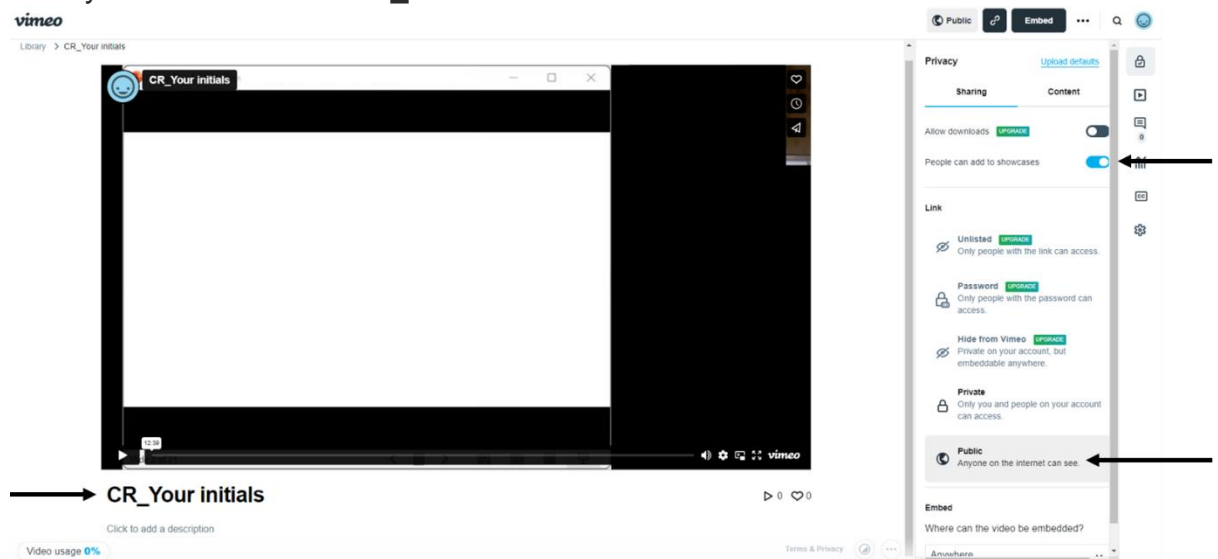 vimeo
Public
Embed
Library > CR_Your initials
CR_Your initials
12:39
vimeo
CR_Your initials
0 0
Click to add a description
Video usage 0%
Terms & Privacy
Privacy
Upload defaults
Sharing Content
Allow downloads UPGRADE
People can add to showcases
Link
Unlisted UPGRADE
Only people with the link can access.
Password UPGRADE
Only people with the password can
access.
Hide from Vimeo UPGRADE
Private on your account, but
embeddable anywhere.
Private
Only you and people on your account
can access.
Public
Anyone on the internet can see.
Embed
Where can the video be embedded?
Anywhere
0
CC